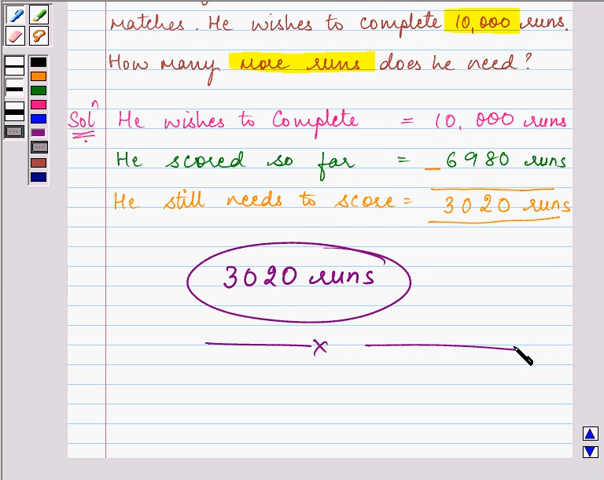 matches. He wishes to complete 10,000 runs.
How many more runs does he need?
Solⁿ He wishes to Complete = 10,000 runs
He scored so far = _ 6980 runs
He still needs to score = 3020 runs
3020 runs
x